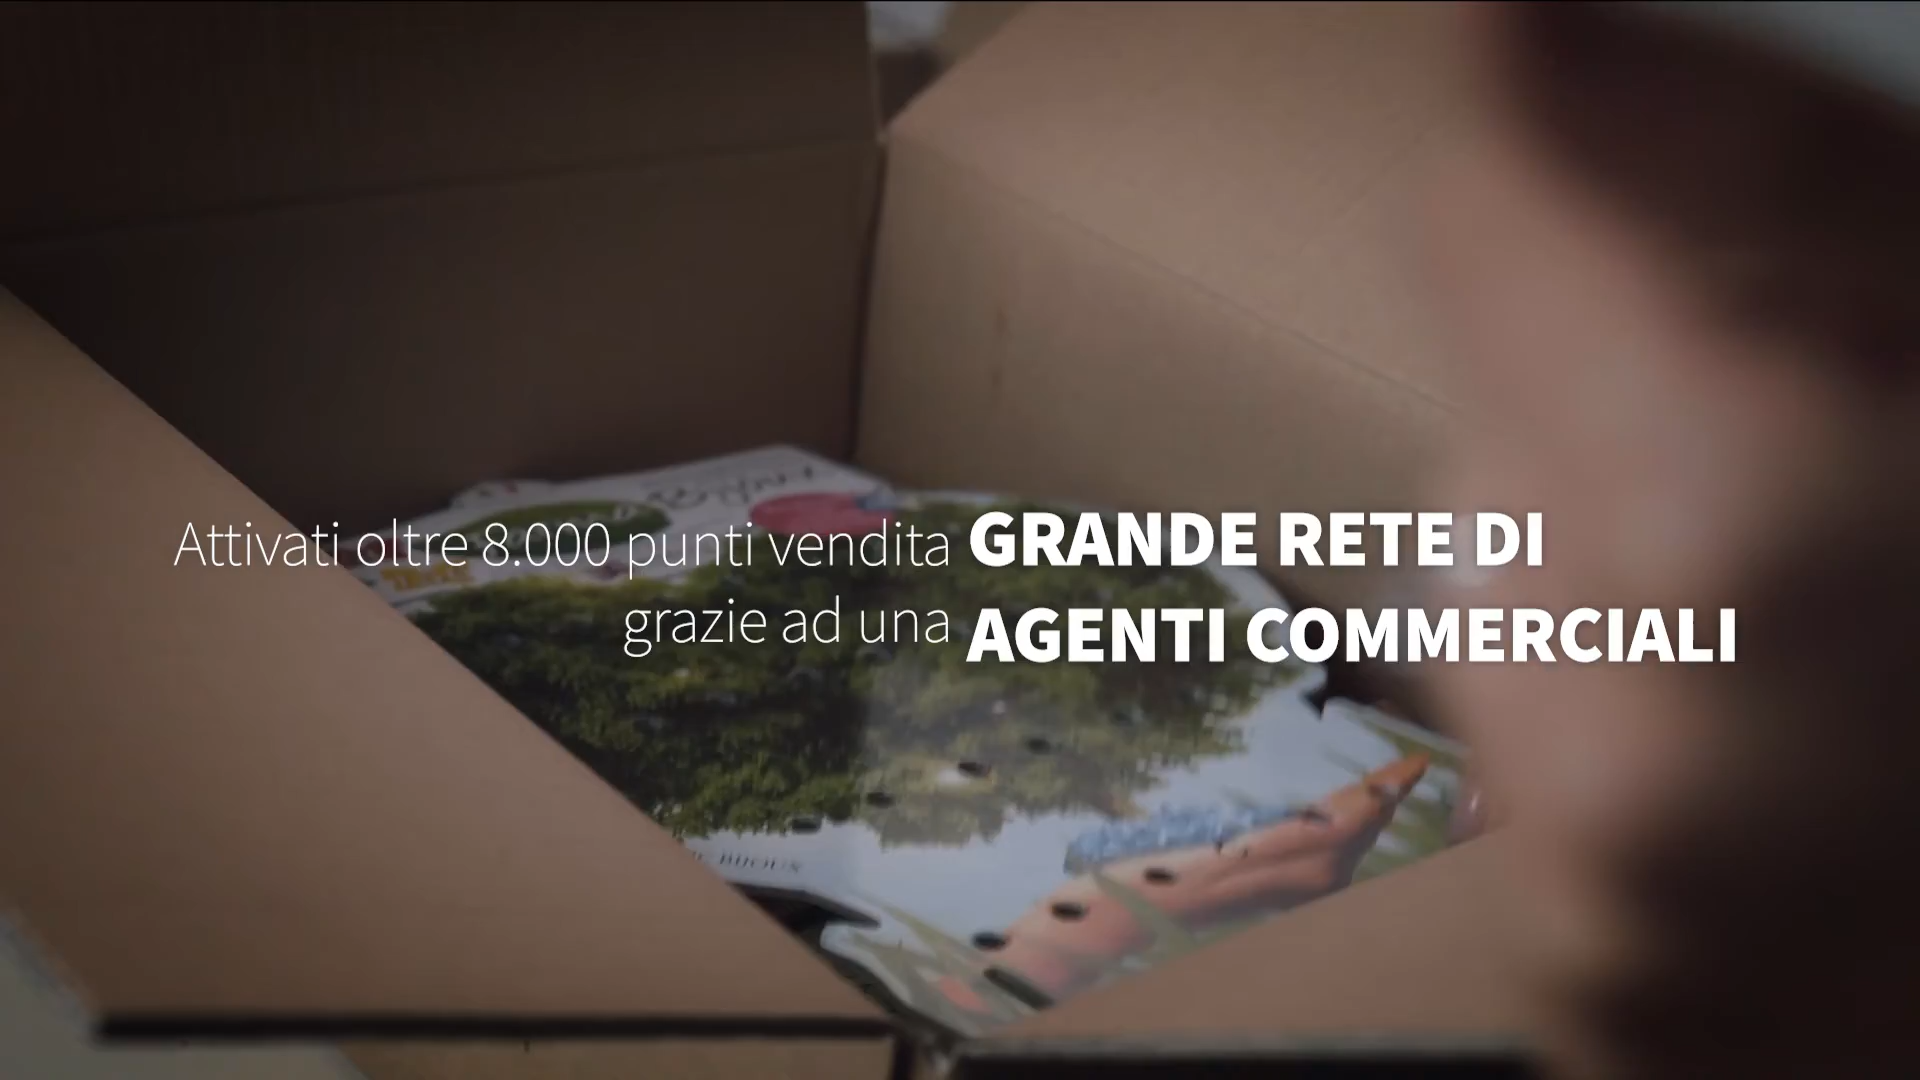 Attivati oltre 8.000 punti vendita
grazie ad una
GRANDE RETE DI
AGENTI COMMERCIALI